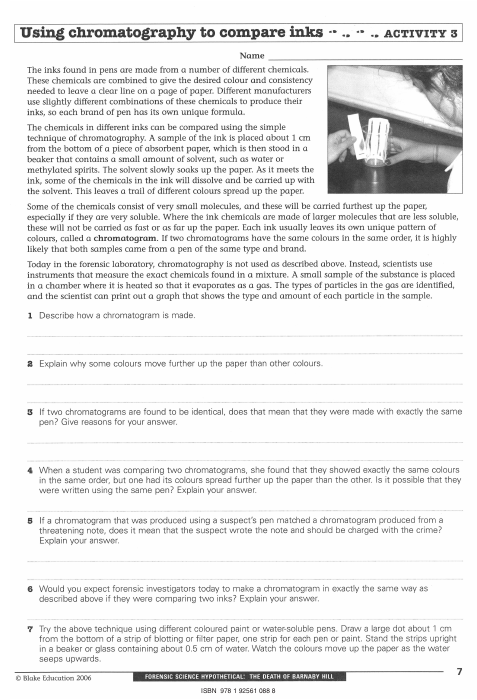 Using chromatography to compare inks ACTIVITY 3
Name
The inks found in pens are made from a number of different chemicals.
These chemicals are combined to give the desired colour and consistency
needed to leave a clear line on a page of paper. Different manufacturers
use slightly different combinations of these chemicals to produce their
inks, so each brand of pen has its own unique formula.
The chemicals in different inks can be compared using the simple
technique of chromatography. A sample of the ink is placed about 1 cm
from the bottom of a piece of absorbent paper, which is then stood in a
beaker that contains a small amount of solvent, such as water or
methylated spirits. The solvent slowly soaks up the paper. As it meets the
ink, some of the chemicals in the ink will dissolve and be carried up with
the solvent. This leaves a trail of different colours spread up the paper.
Some of the chemicals consist of very small molecules, and these will be carried furthest up the paper,
especially if they are very soluble. Where the ink chemicals are made of larger molecules that are less soluble,
these will not be carried as fast or as far up the paper. Each ink usually leaves its own unique pattern of
colours, called a chromatogram. If two chromatograms have the same colours in the same order, it is highly
likely that both samples came from a pen of the same type and brand.
Today in the forensic laboratory, chromatography is not used as described above. Instead, scientists use
instruments that measure the exact chemicals found in a mixture. A small sample of the substance is placed
in a chamber where it is heated so that it evaporates as a gas. The types of particles in the gas are identified,
and the scientist can print out a graph that shows the type and amount of each particle in the sample.
1 Describe how a chromatogram is made.
2 Explain why some colours move further up the paper than other colours.
3 If two chromatograms are found to be identical, does that mean that they were made with exactly the same
pen? Give reasons for your answer.
4 When a student was comparing two chromatograms, she found that they showed exactly the same colours
in the same order, but one had its colours spread further up the paper than the other. Is it possible that they
were written using the same pen? Explain your answer.
5 If a chromatogram that was produced using a suspect's pen matched a chromatogram produced from a
threatening note, does it mean that the suspect wrote the note and should be charged with the crime?
Explain your answer.
6 Would you expect forensic investigators today to make a chromatogram in exactly the same way as
described above if they were comparing two inks? Explain your answer.
7 Try the above technique using different coloured paint or water-soluble pens. Draw a large dot about 1 cm
from the bottom of a strip of blotting or filter paper, one strip for each pen or paint. Stand the strips upright
in a beaker or glass containing about 0.5 cm of water. Watch the colours move up the paper as the water
seeps upwards.
© Blake Education 2006 FORENSIC SCIENCE HYPOTHETICAL: THE DEATH OF BARNABY HILL 7
ISBN 978 1 92561 088 8